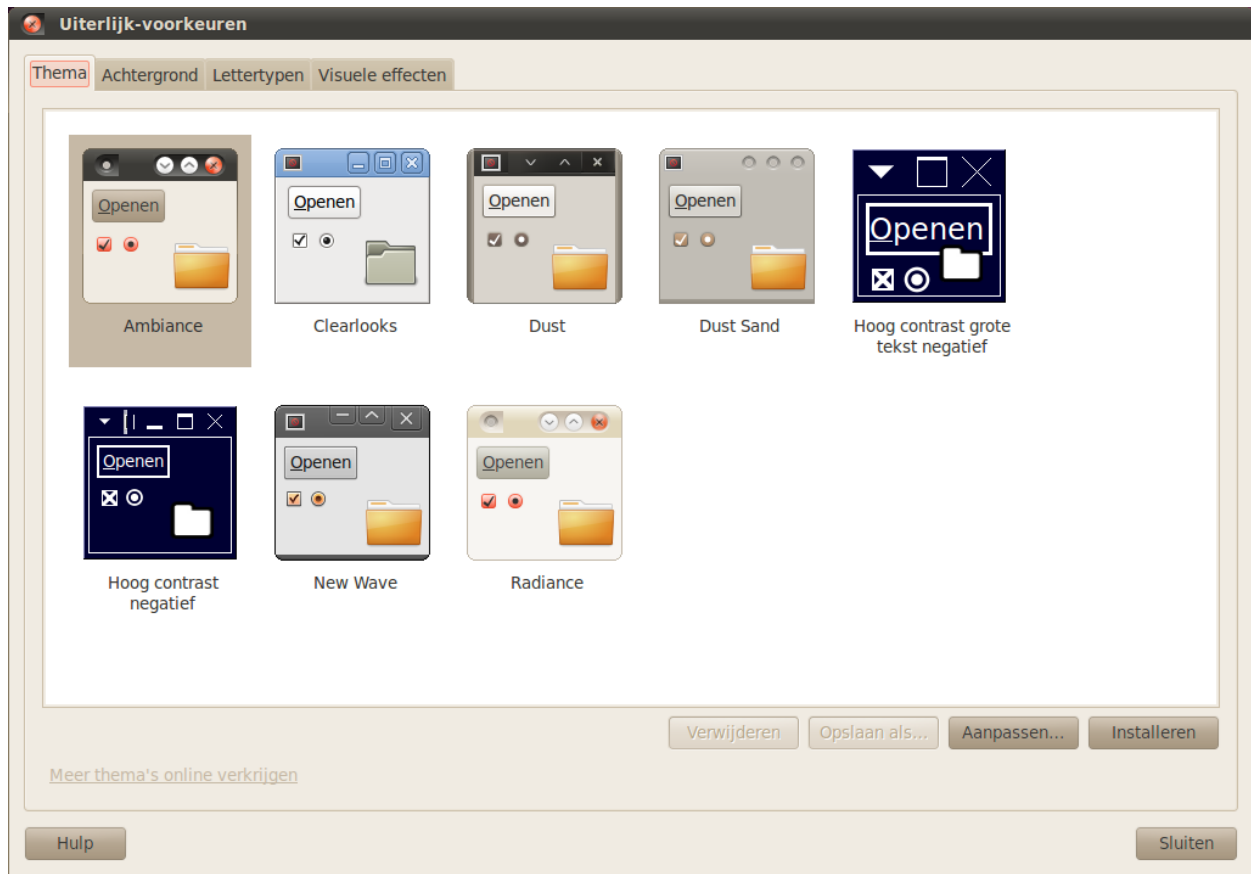 Uiterlijk-voorkeuren
Thema Achtergrond Lettertypen Visuele effecten
Openen Openen Openen Openen Openen
Ambiance Clearlooks Dust Dust Sand Hoog contrast grote
tekst negatief
Openen Openen Openen
Hoog contrast New Wave Radiance
negatief
Verwijderen Opslaan als... Aanpassen... Installeren
Meer thema's online verkrijgen
Hulp Sluiten